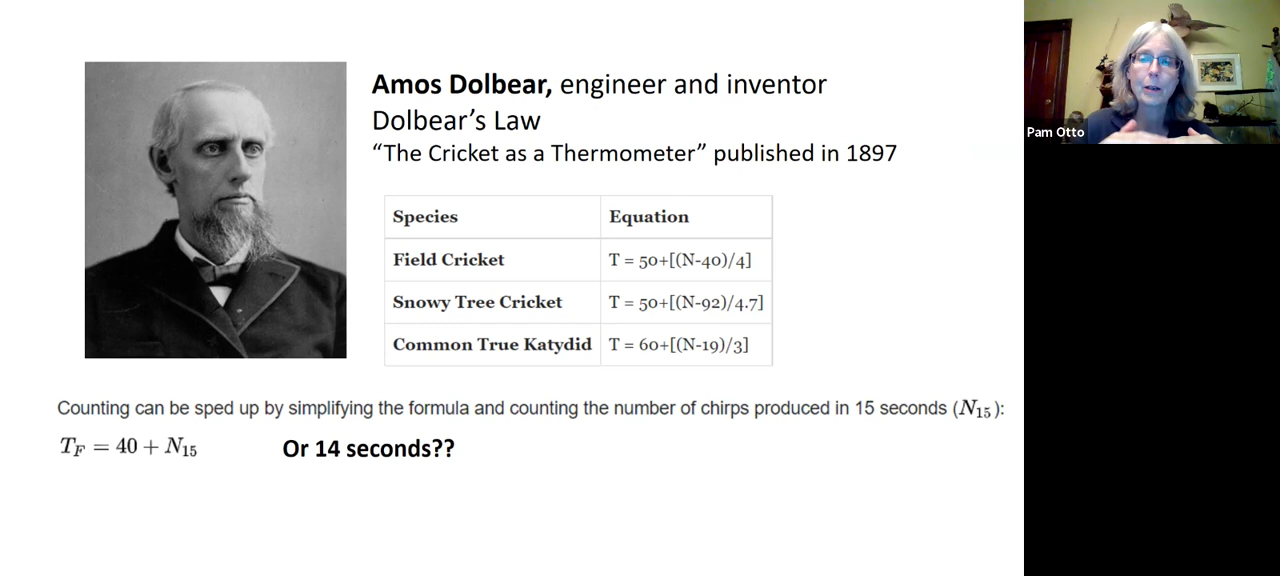 Amos Dolbear, engineer and inventor
Dolbear’s Law
“The Cricket as a Thermometer” published in 1897
Pam Otto
Species Equation
Field Cricket T = 50+[(N-40)/4]
Snowy Tree Cricket T = 50+[(N-92)/4.7]
Common True Katydid T = 60+[(N-19)/3]
Counting can be sped up by simplifying the formula and counting the number of chirps produced in 15 seconds (N₁₅):
T_F = 40 + N₁₅ Or 14 seconds??